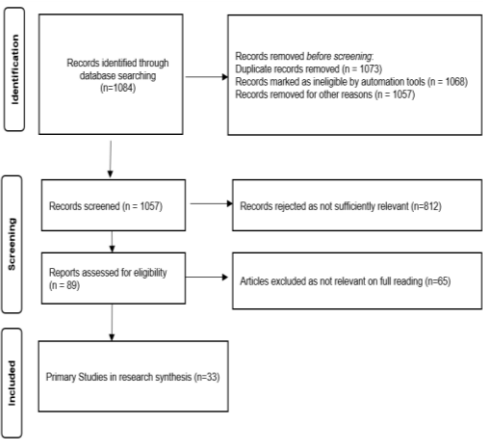 Identification
Records identified through
database searching
(n=1084)
Records removed before screening:
Duplicate records removed (n = 1073)
Records marked as ineligible by automation tools (n = 1068)
Records removed for other reasons (n = 1057)
Screening
Records screened (n = 1057)
Records rejected as not sufficiently relevant (n=812)
Reports assessed for eligibility
(n = 89)
Articles excluded as not relevant on full reading (n=65)
Included
Primary Studies in research synthesis (n=33)